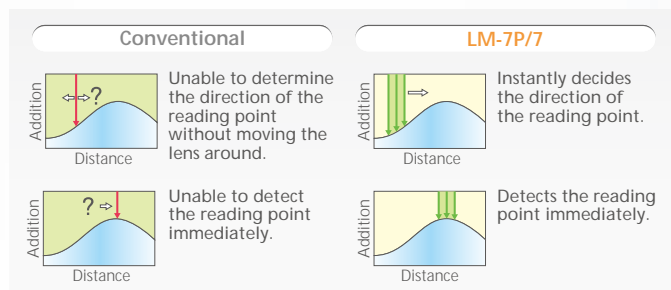 Conventional
LM-7P/7
Addition
?
Distance
Unable to determine
the direction of the
reading point
without moving the
lens around.
Addition
Distance
Instantly decides
the direction of
the reading point.
Addition
?
Distance
Unable to detect
the reading point
immediately.
Addition
Distance
Detects the reading
point immediately.